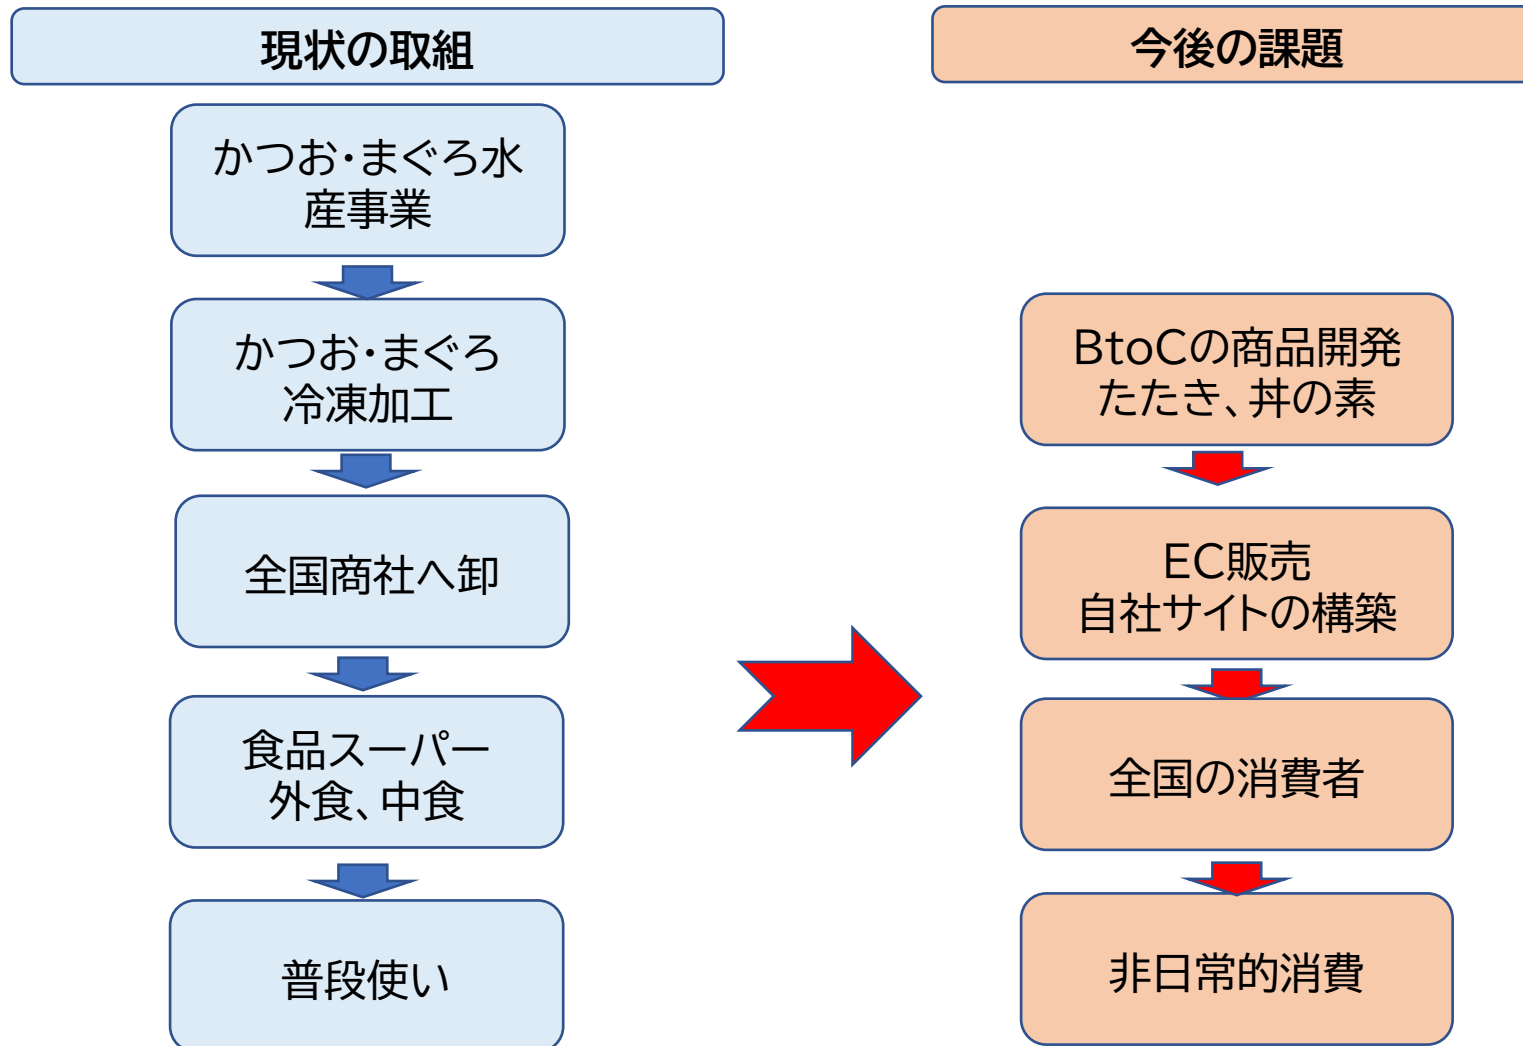 現状の取組
かつお・まぐろ水
産事業
かつお・まぐろ
冷凍加工
全国商社へ卸
食品スーパー
外食、中食
普段使い
今後の課題
BtoCの商品開発
たたき、丼の素
EC販売
自社サイトの構築
全国の消費者
非日常的消費